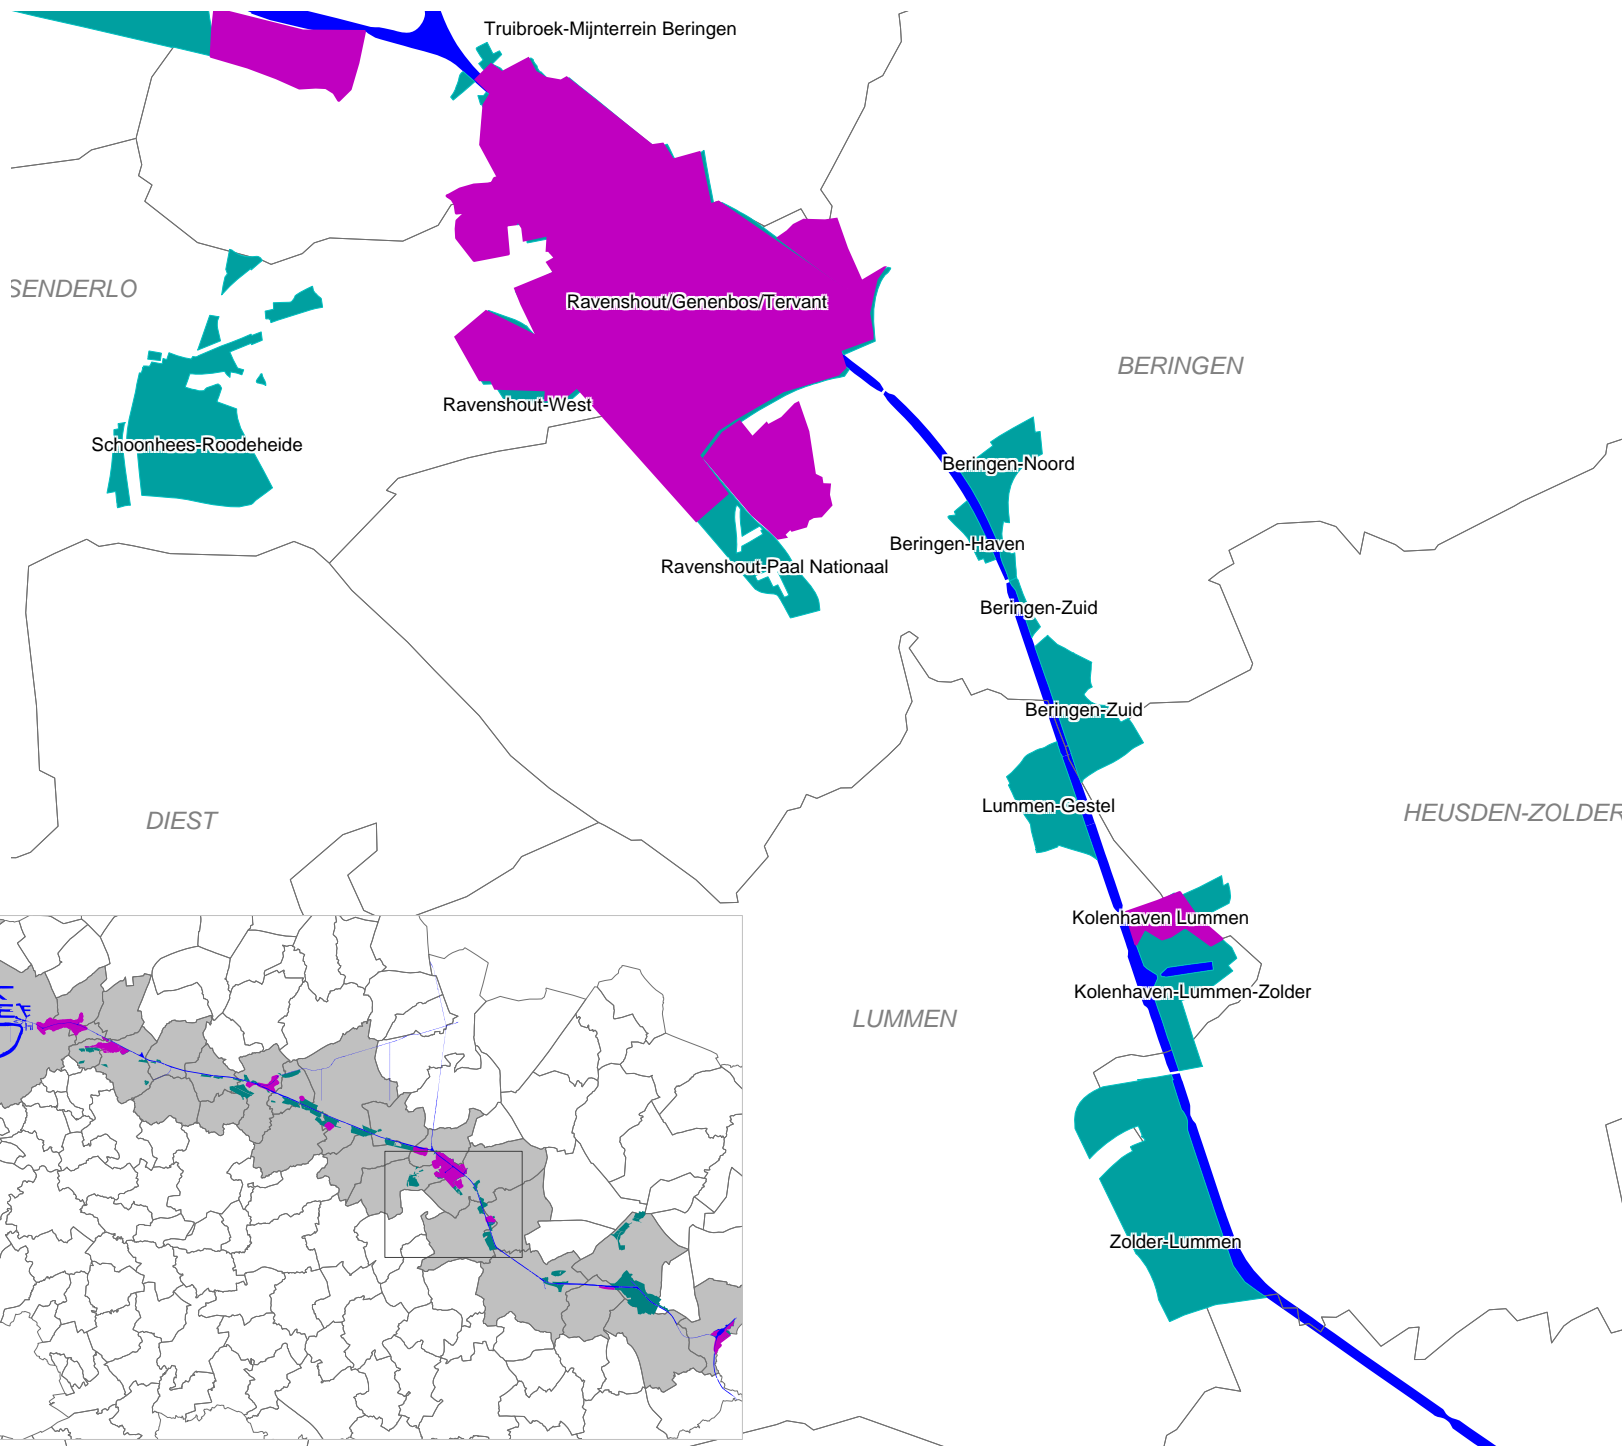 Truibroek-Mijnterrein Beringen
SENDERLO
Ravenshout/Genenbos/Tervant
BERINGEN
Ravenshout-West
Schoonhees-Roodeheide
Beringen-Noord
Beringen-Haven
Ravenshout-Paal Nationaal
Beringen-Zuid
Beringen-Zuid
Lummen-Gestel
DIEST
HEUSDEN-ZOLDER
Kolenhaven Lummen
Kolenhaven-Lummen-Zolder
LUMMEN
Zolder-Lummen